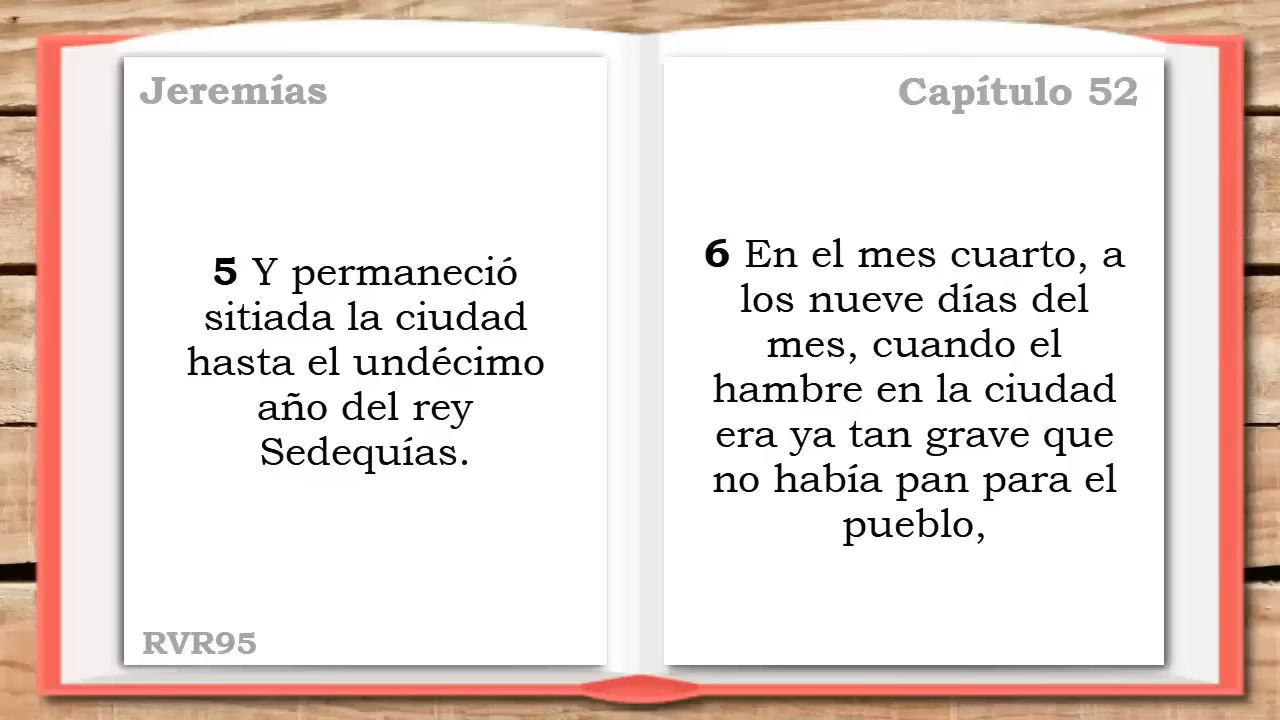 Jeremías
5 Y permaneció
sitiada la ciudad
hasta el undécimo
año del rey
Sedequías.
RVR95
Capítulo 52
6 En el mes cuarto, a
los nueve días del
mes, cuando el
hambre en la ciudad
era ya tan grave que
no había pan para el
pueblo,